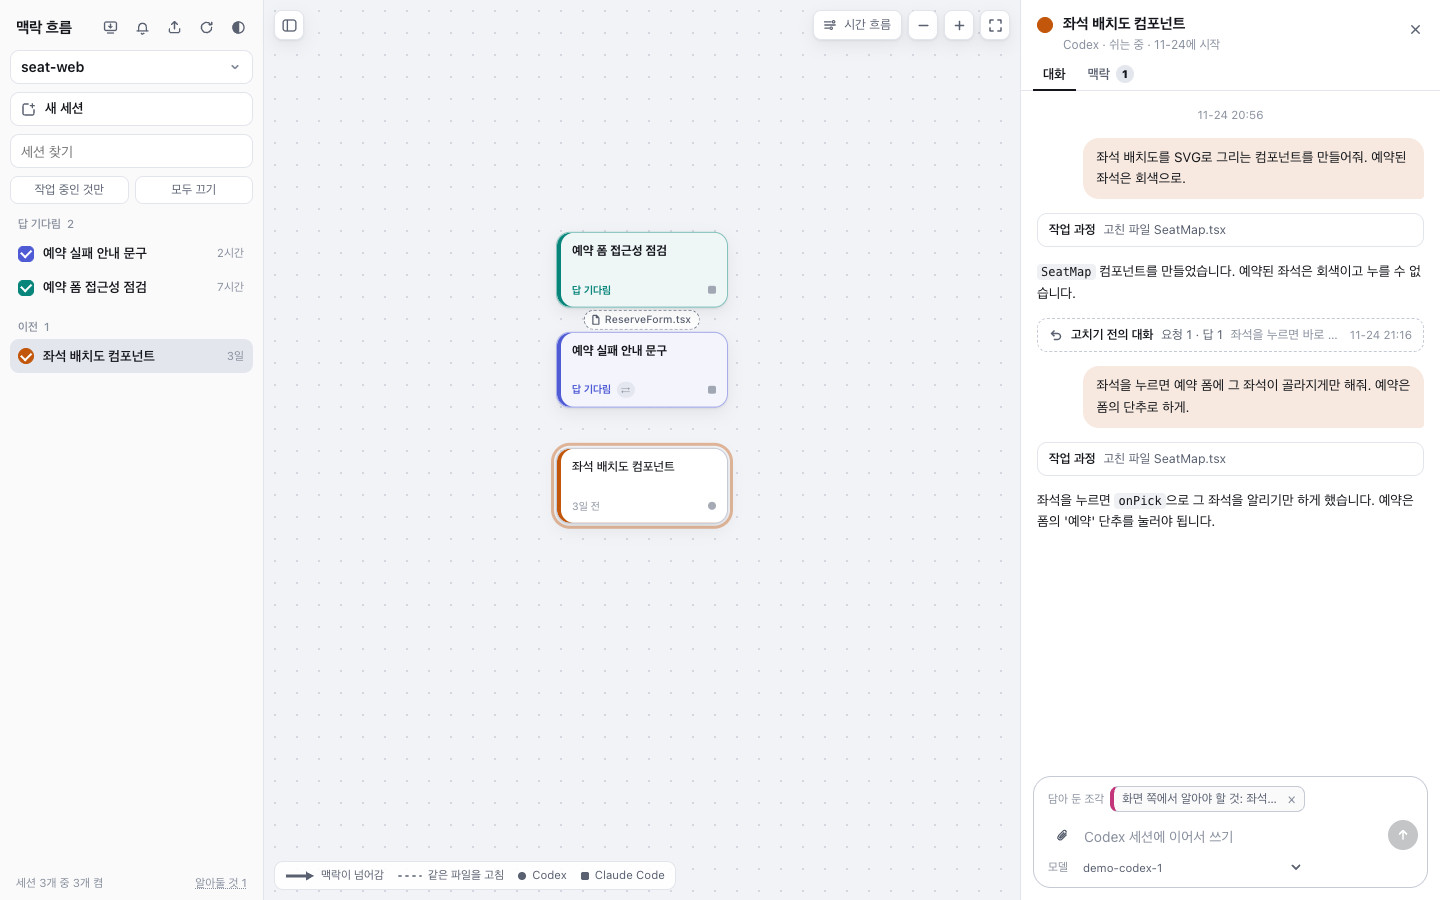 맥락 흐름
seat-web
새 세션
세션 찾기
작업 중인 것만
모두 끄기
답 기다림 2
예약 실패 안내 문구 2시간
예약 폼 접근성 점검 7시간
이전 1
좌석 배치도 컴포넌트 3일
세션 3개 중 3개 켬
알아둘 것 1
시간 흐름
예약 폼 접근성 점검
답 기다림
ReserveForm.tsx
예약 실패 안내 문구
답 기다림
좌석 배치도 컴포넌트
3일 전
맥락이 넘어감
같은 파일을 고침
Codex
Claude Code
좌석 배치도 컴포넌트
Codex · 쉬는 중 · 11-24에 시작
대화
맥락 1
11-24 20:56
좌석 배치도를 SVG로 그리는 컴포넌트를 만들어줘. 예약된
좌석은 회색으로.
작업 과정 고친 파일 SeatMap.tsx
SeatMap 컴포넌트를 만들었습니다. 예약된 좌석은 회색이고 누를 수 없
습니다.
고치기 전의 대화 요청 1 · 답 1 좌석을 누르면 바로 ... 11-24 21:16
좌석을 누르면 예약 폼에 그 좌석이 골라지게만 해줘. 예약은
폼의 단추로 하게.
작업 과정 고친 파일 SeatMap.tsx
좌석을 누르면 onPick으로 그 좌석을 알리기만 하게 했습니다. 예약은
폼의 '예약' 단추를 눌러야 됩니다.
담아 둔 조각
화면 쪽에서 알아야 할 것: 좌석...
Codex 세션에 이어서 쓰기
모델 demo-codex-1